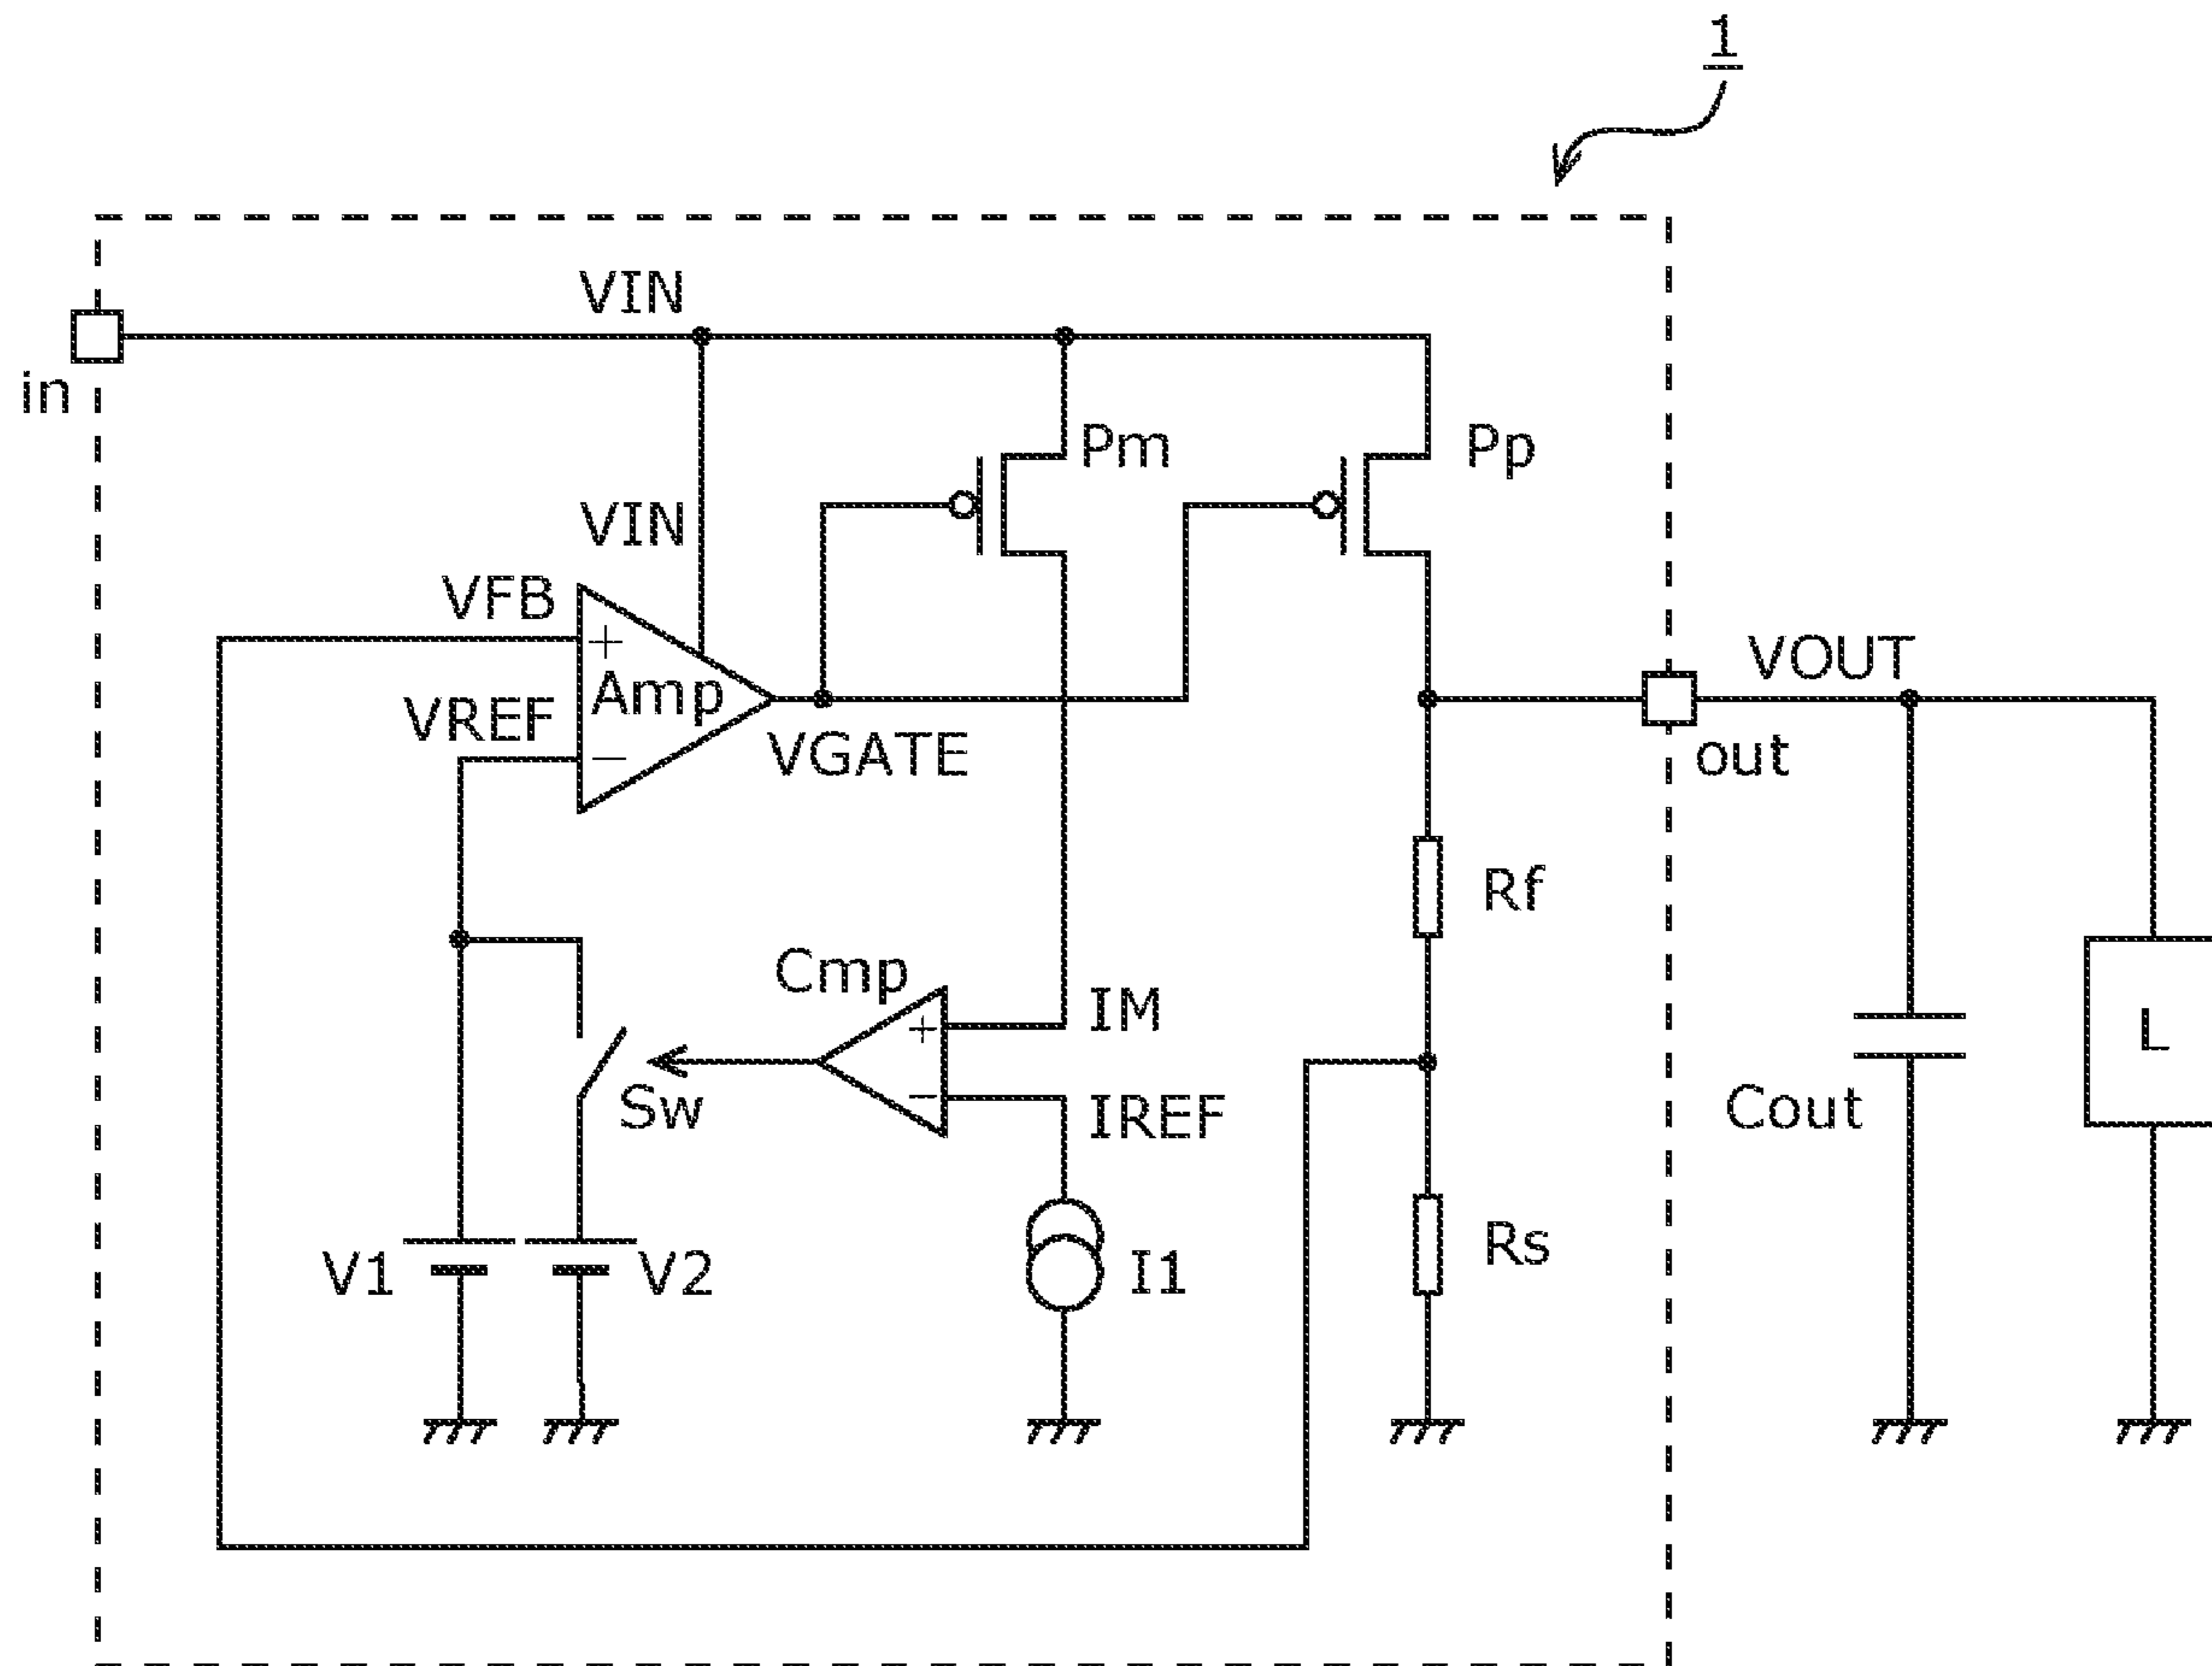 1
VIN
in
Pm
Pp
VIN
VFB
+
Amp
VREF
−
VGATE
VOUT
out
Rf
Cmp
+
IM
−
IREF
Sw
Cout
L
V1
V2
I1
Rs